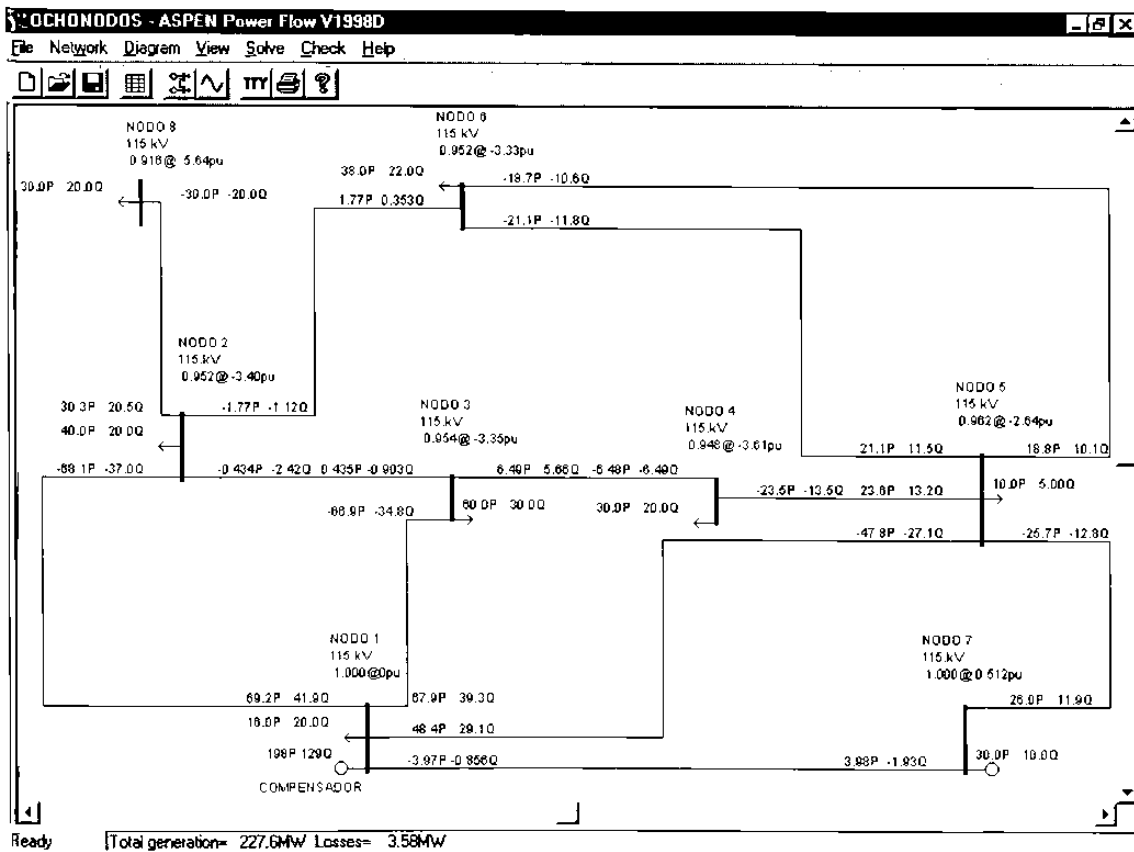 OCHONODOS - ASPEN Power Flow V1998D
File Network Diagram View Solve Check Help
TTY
NODO 8
115 kV
0.916@ 5.64pu
NODO 6
115 kV
0.952@ -3.33pu
30.0P 20.0Q
-30.0P -20.0Q
38.0P 22.0Q
-18.7P -10.6Q
1.77P 0.353Q
-21.1P -11.8Q
NODO 2
115.kV
0.952@ -3.40pu
30.3P 20.5Q
-1.77P -1.12Q
40.0P 20.0Q
NODO 3
115.kV
0.954@ -3.35pu
NODO 4
115.kV
0.948@ -3.61pu
NODO 5
115 kV
0.962@ -2.64pu
21.1P 11.5Q
18.8P 10.1Q
-68.1P -37.0Q
-0.434P -2.42Q
0.435P -0.903Q
6.49P 5.66Q
-6.48P -6.49Q
-23.5P -13.5Q
23.6P 13.2Q
10.0P 5.00Q
-66.9P -34.8Q
60.0P 30.0Q
30.0P 20.0Q
-47.8P -27.1Q
-25.7P -12.8Q
NODO 1
115 kV
1.000@0pu
NODO 7
115.kV
1.000@0.512pu
69.2P 41.9Q
67.9P 39.3Q
26.0P 11.9Q
16.0P 20.0Q
48.4P 29.1Q
198P 129Q
-3.97P -0.856Q
3.98P -1.93Q
30.0P 10.0Q
COMPENSADOR
Ready
Total generation= 227.6MW Losses= 3.58MW